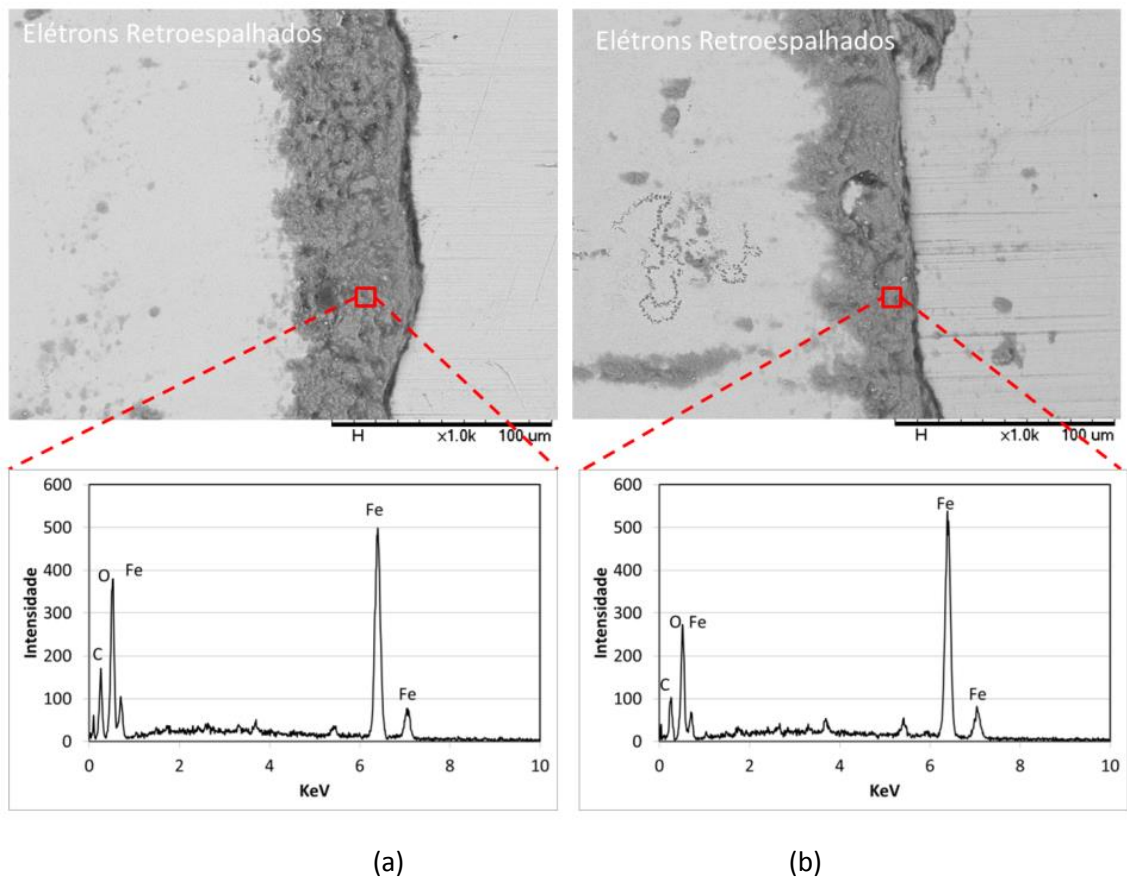 Elétrons Retroespalhados
Elétrons Retroespalhados
H x1.0k 100 um
H x1.0k 100 um
600
500
400
300
200
100
0
Intensidade
C
O
Fe
Fe
Fe
0 2 4 6 8 10
KeV
600
500
400
300
200
100
0
Intensidade
C
O
Fe
Fe
Fe
0 2 4 6 8 10
KeV
(a) (b)